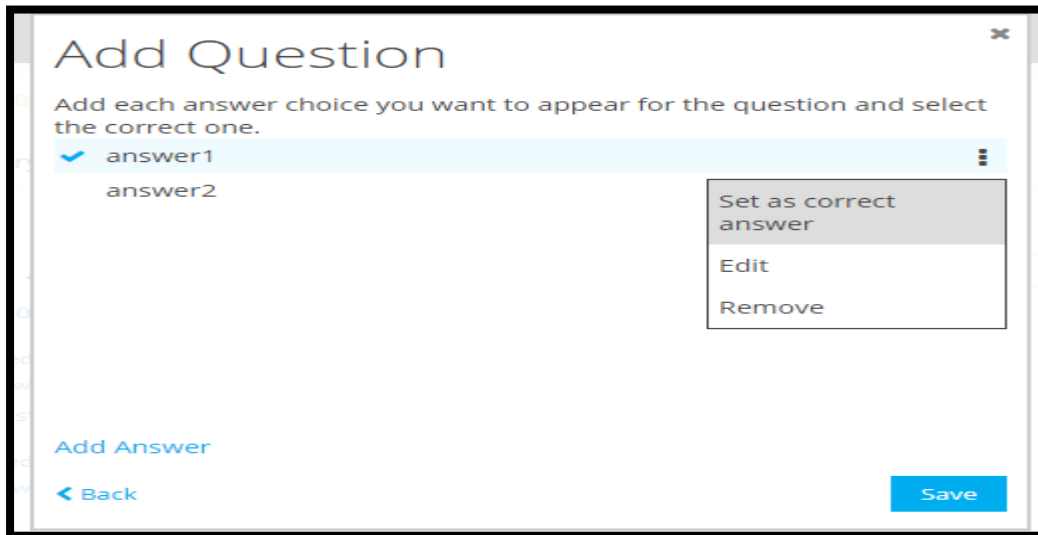 Add Question
Add each answer choice you want to appear for the question and select
the correct one.
answer1
answer2
Set as correct
answer
Edit
Remove
Add Answer
Back
Save